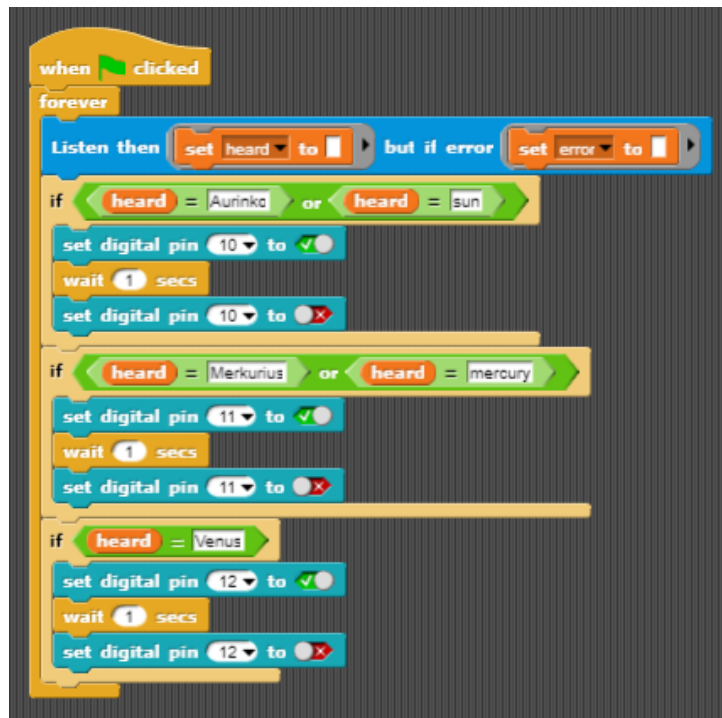 when clicked
forever
Listen then set heard to but if error set error to
if heard = Aurinko or heard = sun
set digital pin 10 to
wait 1 secs
set digital pin 10 to
if heard = Merkurius or heard = mercury
set digital pin 11 to
wait 1 secs
set digital pin 11 to
if heard = Venus
set digital pin 12 to
wait 1 secs
set digital pin 12 to